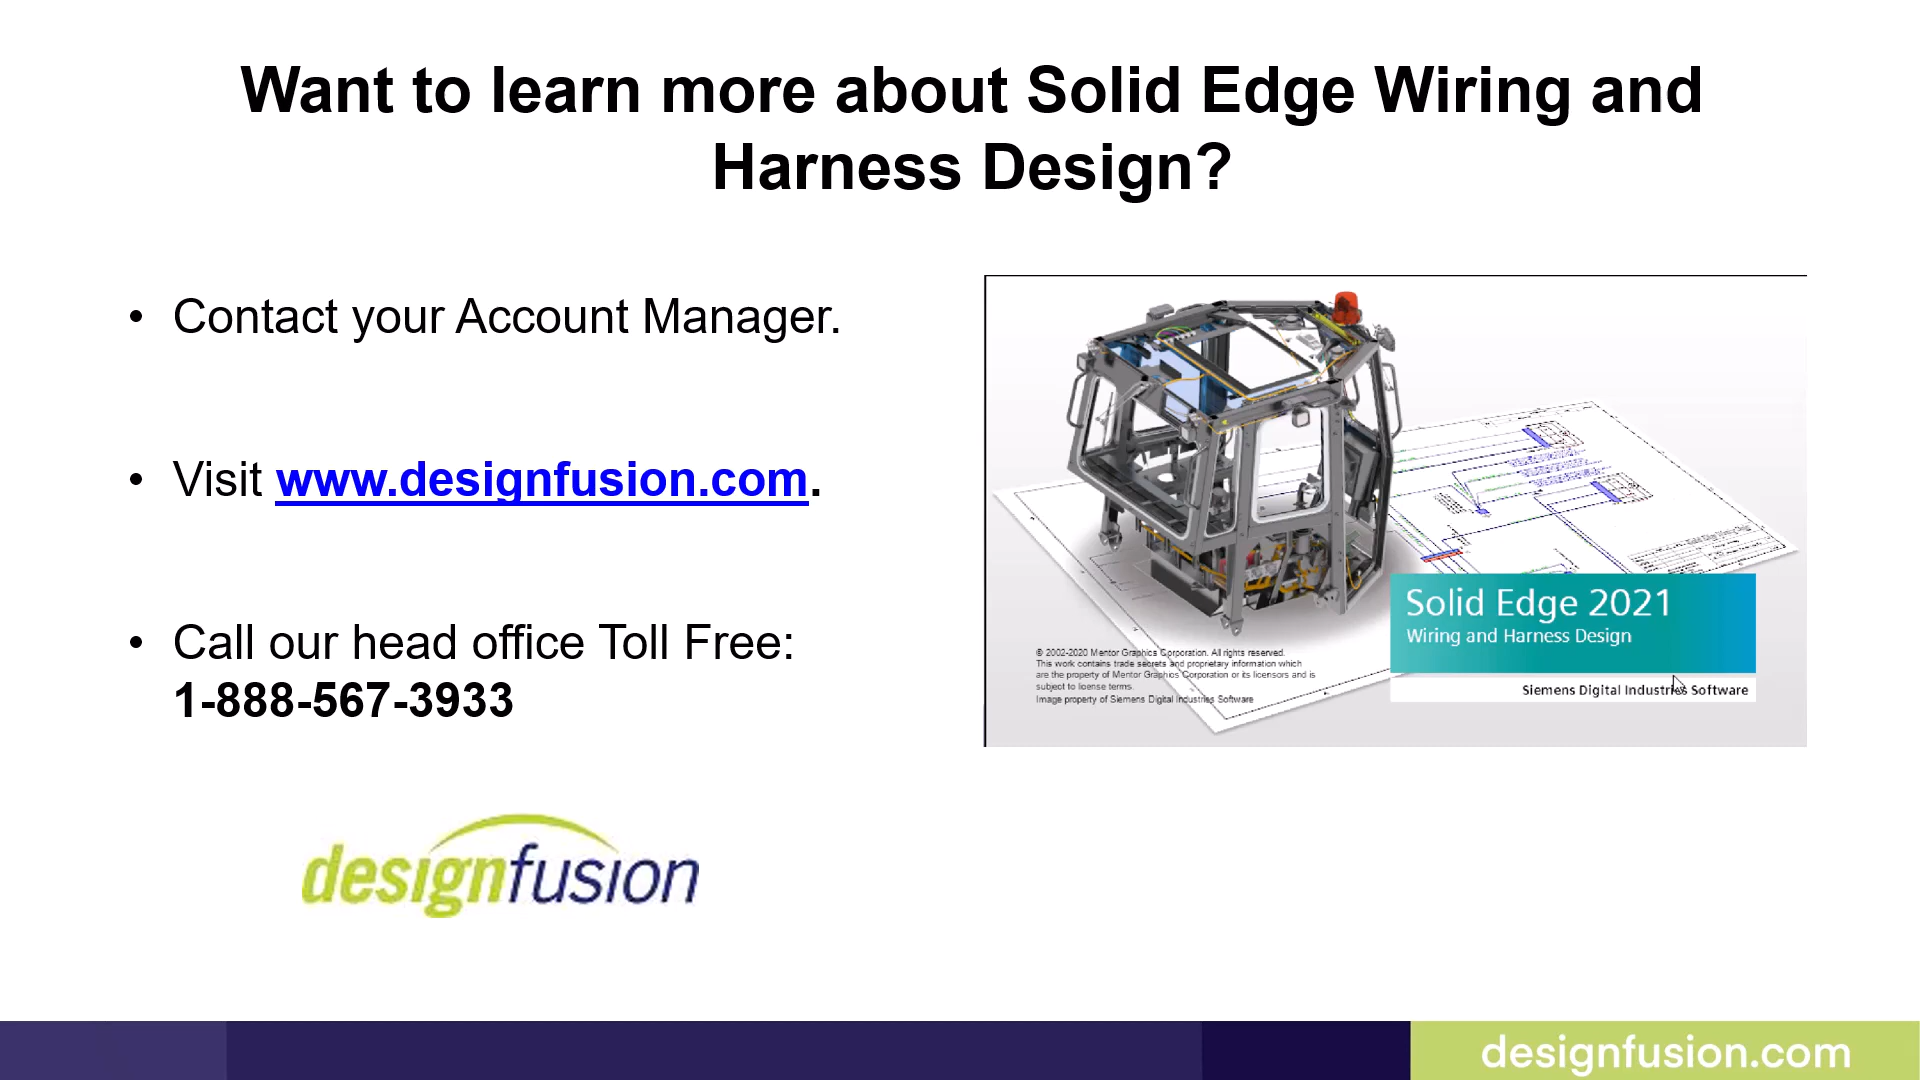 Want to learn more about Solid Edge Wiring and
Harness Design?
• Contact your Account Manager.
• Visit www.designfusion.com.
• Call our head office Toll Free:
1-888-567-3933
Solid Edge 2021
Wiring and Harness Design
Siemens Digital Industries Software
© 2002-2020 Mentor Graphics Corporation. All rights reserved.
This work contains trade secrets and proprietary information which
are the property of Mentor Graphics Corporation or its licensors and is
subject to license terms.
Image property of Siemens Digital Industries Software
designfusion
designfusion.com